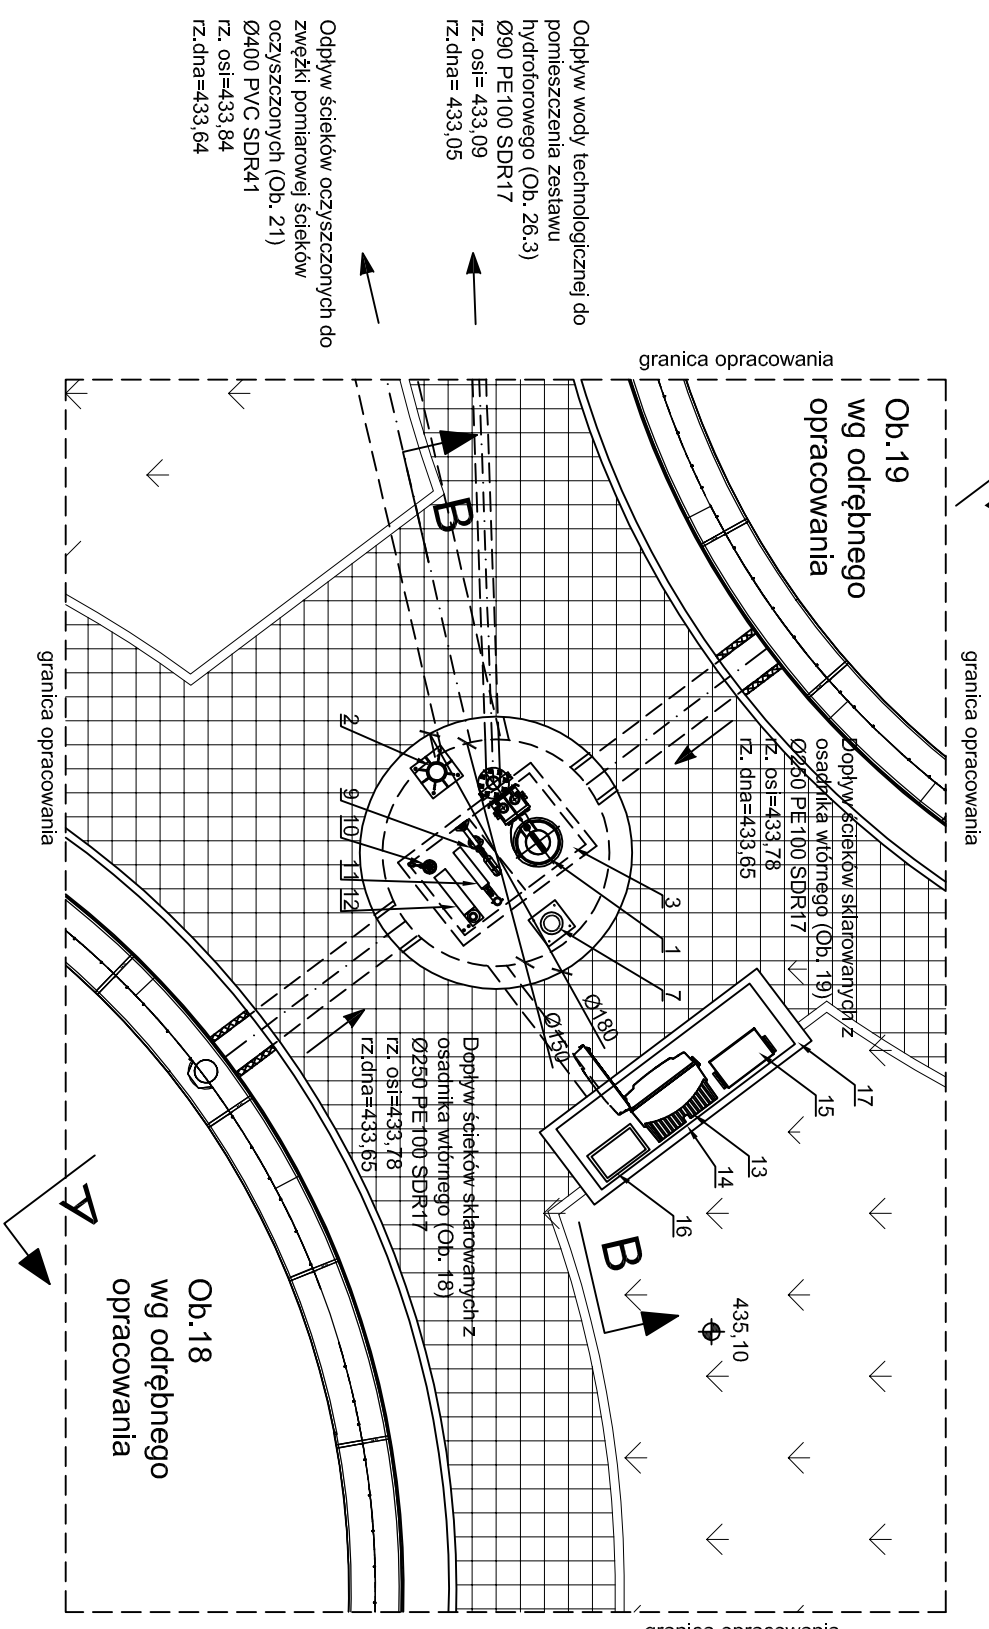 Odpływ wody technologicznej do
pomieszczenia zestawu
hydroforowego (Ob. 26.3)
Ø90 PE100 SDR17
rz. osi= 433,09
rz.dna= 433,05
Odpływ ścieków oczyszczonych do
zwężki pomiarowej ścieków
oczyszczonych (Ob. 21)
Ø400 PVC SDR41
rz. osi=433,84
rz.dna=433,64
granica opracowania
Ob.19
wg odrębnego
opracowania
B
granica opracowania
granica opracowania
Dopływ ścieków sklarowanych z
osadnika wtórnego (Ob. 19)
Ø250 PE100 SDR17
rz. osi=433,78
rz. dna=433,65
2
9
10
11
12
3
1
7
Ø180
Ø150
17
15
13
14
16
Dopływ ścieków sklarowanych z
osadnika wtórnego (Ob. 18)
Ø250 PE100 SDR17
rz. osi=433,78
rz.dna=433,65
A
B
435,10
Ob.18
wg odrębnego
opracowania
granica opracowania